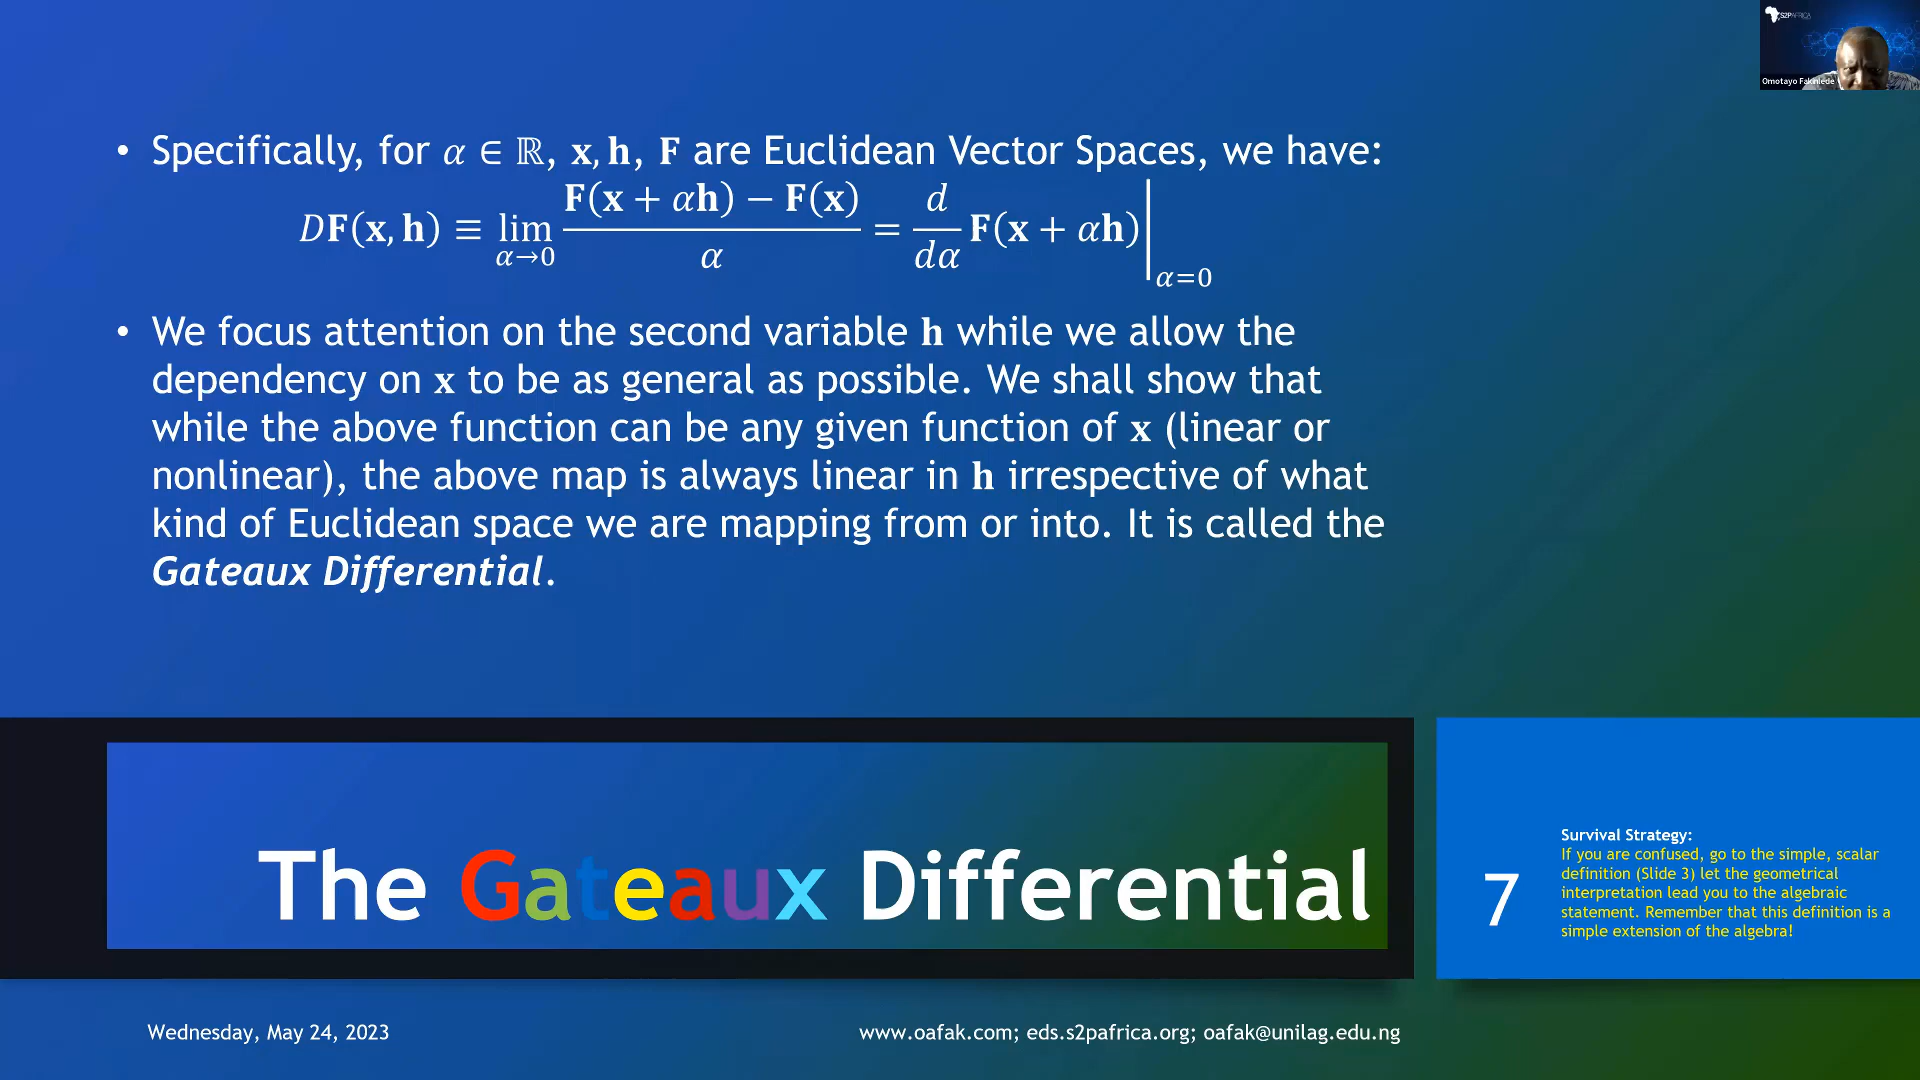 S2PAFRICA
Omotayo Fakinlede
• Specifically, for α ∈ ℝ, x, h, F are Euclidean Vector Spaces, we have:
DF(x, h) ≡ lim_{α→0} (F(x + αh) − F(x))/α = d/dα F(x + αh)|_{α=0}
• We focus attention on the second variable h while we allow the
dependency on x to be as general as possible. We shall show that
while the above function can be any given function of x (linear or
nonlinear), the above map is always linear in h irrespective of what
kind of Euclidean space we are mapping from or into. It is called the
Gateaux Differential.
The Gateaux Differential
7
Survival Strategy:
If you are confused, go to the simple, scalar
definition (Slide 3) let the geometrical
interpretation lead you to the algebraic
statement. Remember that this definition is a
simple extension of the algebra!
Wednesday, May 24, 2023
www.oafak.com; eds.s2pafrica.org; oafak@unilag.edu.ng